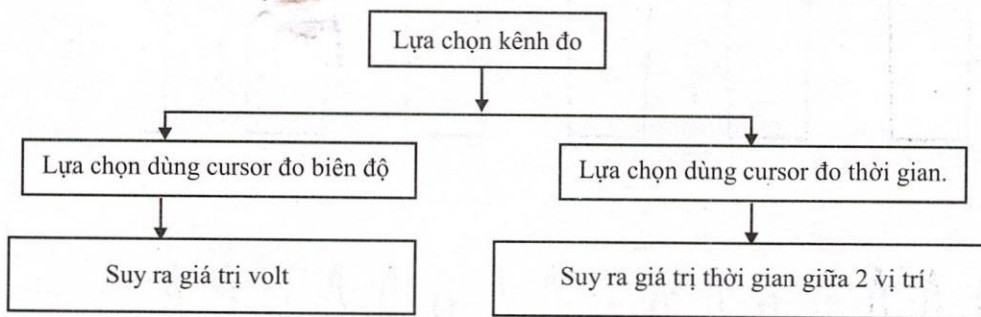 Lựa chọn kênh đo
Lựa chọn dùng cursor đo biên độ
Lựa chọn dùng cursor đo thời gian.
Suy ra giá trị volt
Suy ra giá trị thời gian giữa 2 vị trí